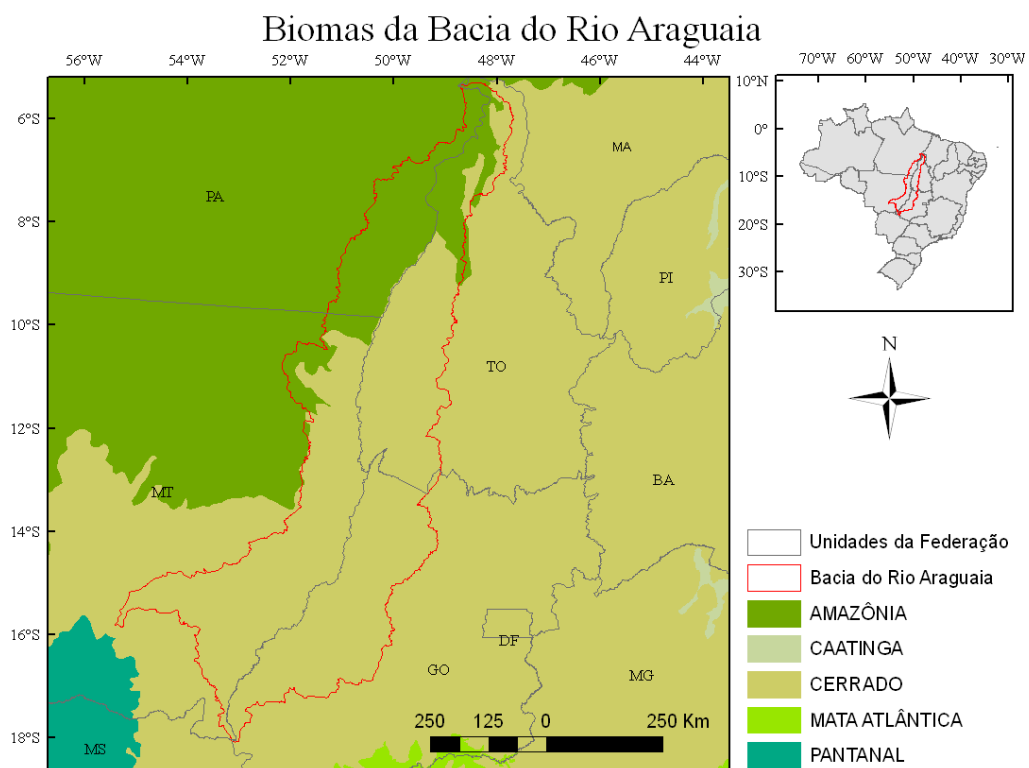 Biomas da Bacia do Rio Araguaia
56°W 54°W 52°W 50°W 48°W 46°W 44°W
70°W 60°W 50°W 40°W 30°W
10°N
0°
10°S
20°S
30°S
6°S
8°S
10°S
12°S
14°S
16°S
18°S
MA
PA
PI
TO
BA
MT
DF
GO
MG
MS
N
250 125 0 250 Km
Unidades da Federação
Bacia do Rio Araguaia
AMAZÔNIA
CAATINGA
CERRADO
MATA ATLÂNTICA
PANTANAL